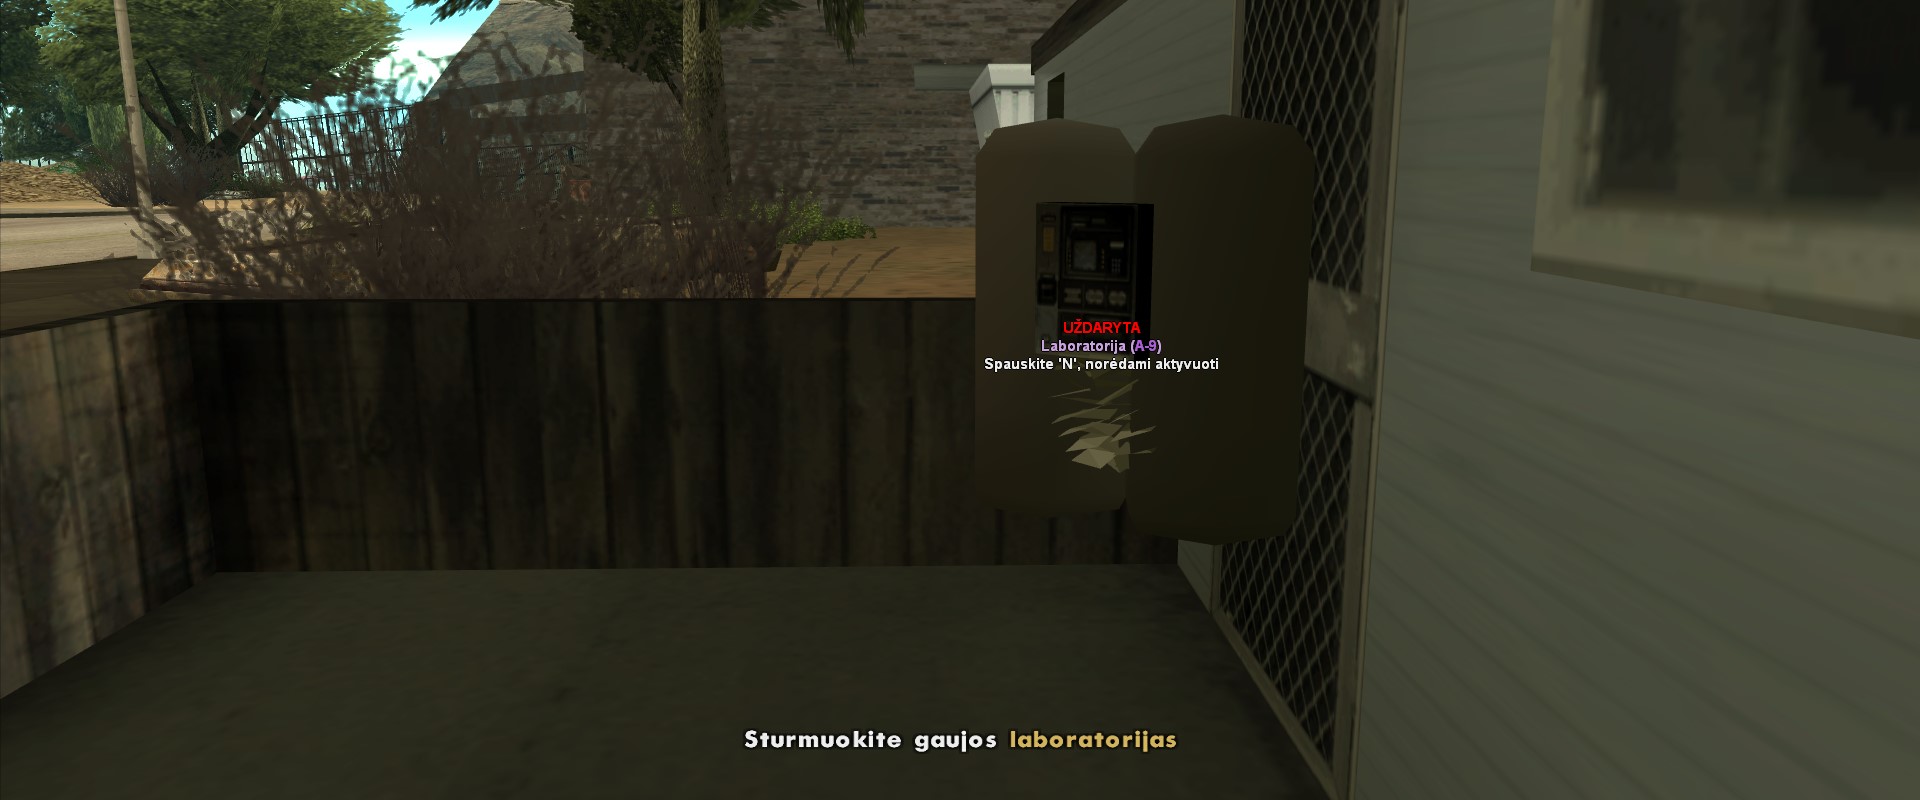 UŽDARYTA
Laboratorija (A-9)
Spauskite 'N', norėdami aktyvuoti
Sturmuokite gaujos laboratorijas